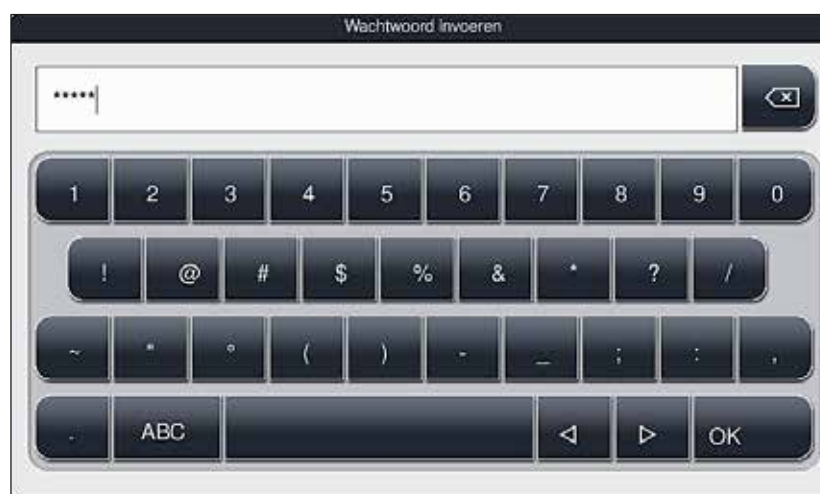 Wachtwoord invoeren
*****
1 2 3 4 5 6 7 8 9 0
! @ # $ % & * ? /
~ " ° ( ) - _ ; : ,
. ABC ◁ ▷ OK